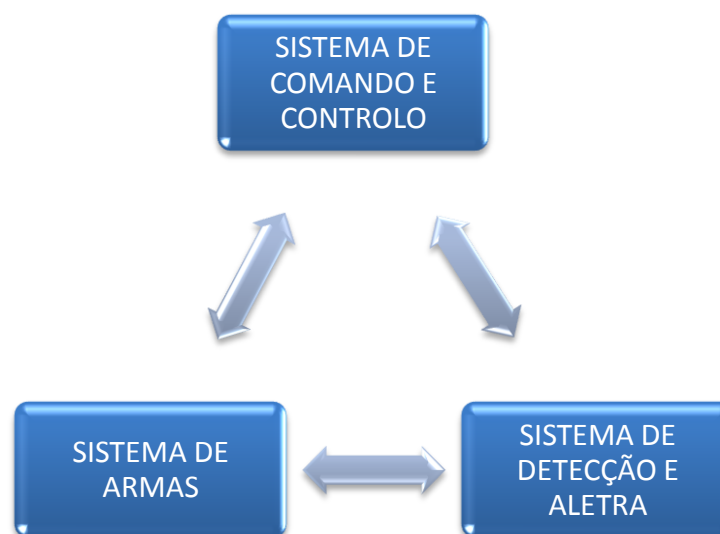 SISTEMA DE
COMANDO E
CONTROLO
SISTEMA DE
ARMAS
SISTEMA DE
DETECÇÃO E
ALETRA